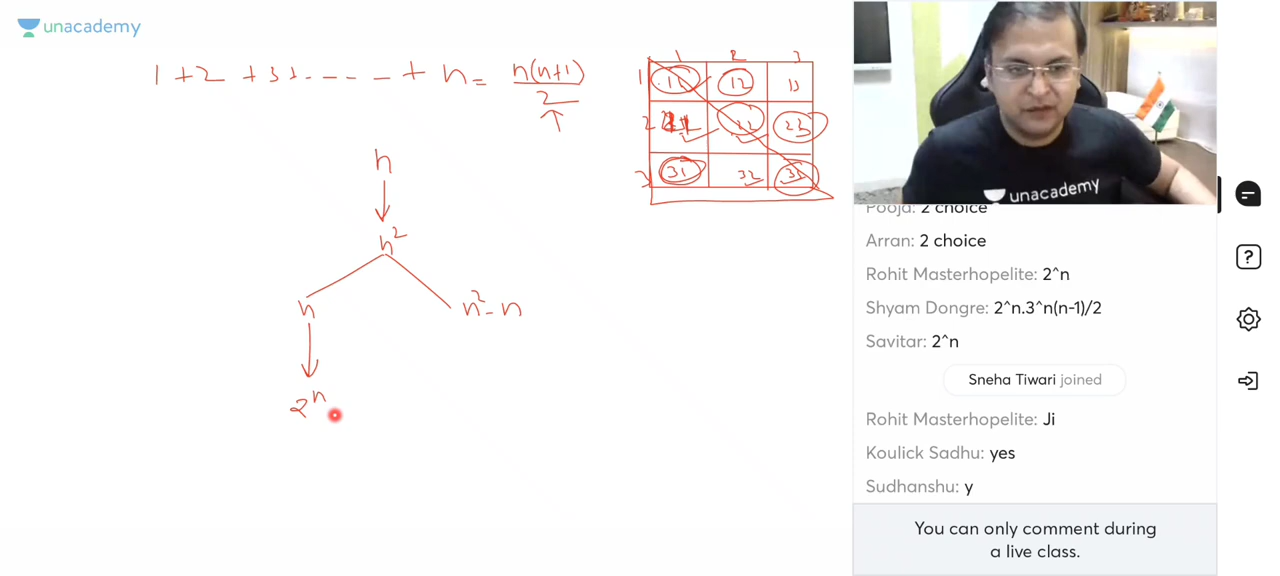 unacademy
1 + 2 + 3 + ----- + n = n(n+1)/2
1 2 3
1 11 12 13
2 21 22 23
3 31 32 33
n
n²
n n² - n
2ⁿ
unacademy
Pooja: 2 choice
Arran: 2 choice
Rohit Masterhopelite: 2^n
Shyam Dongre: 2^n.3^n(n-1)/2
Savitar: 2^n
Sneha Tiwari joined
Rohit Masterhopelite: Ji
Koulick Sadhu: yes
Sudhanshu: y
You can only comment during
a live class.
?